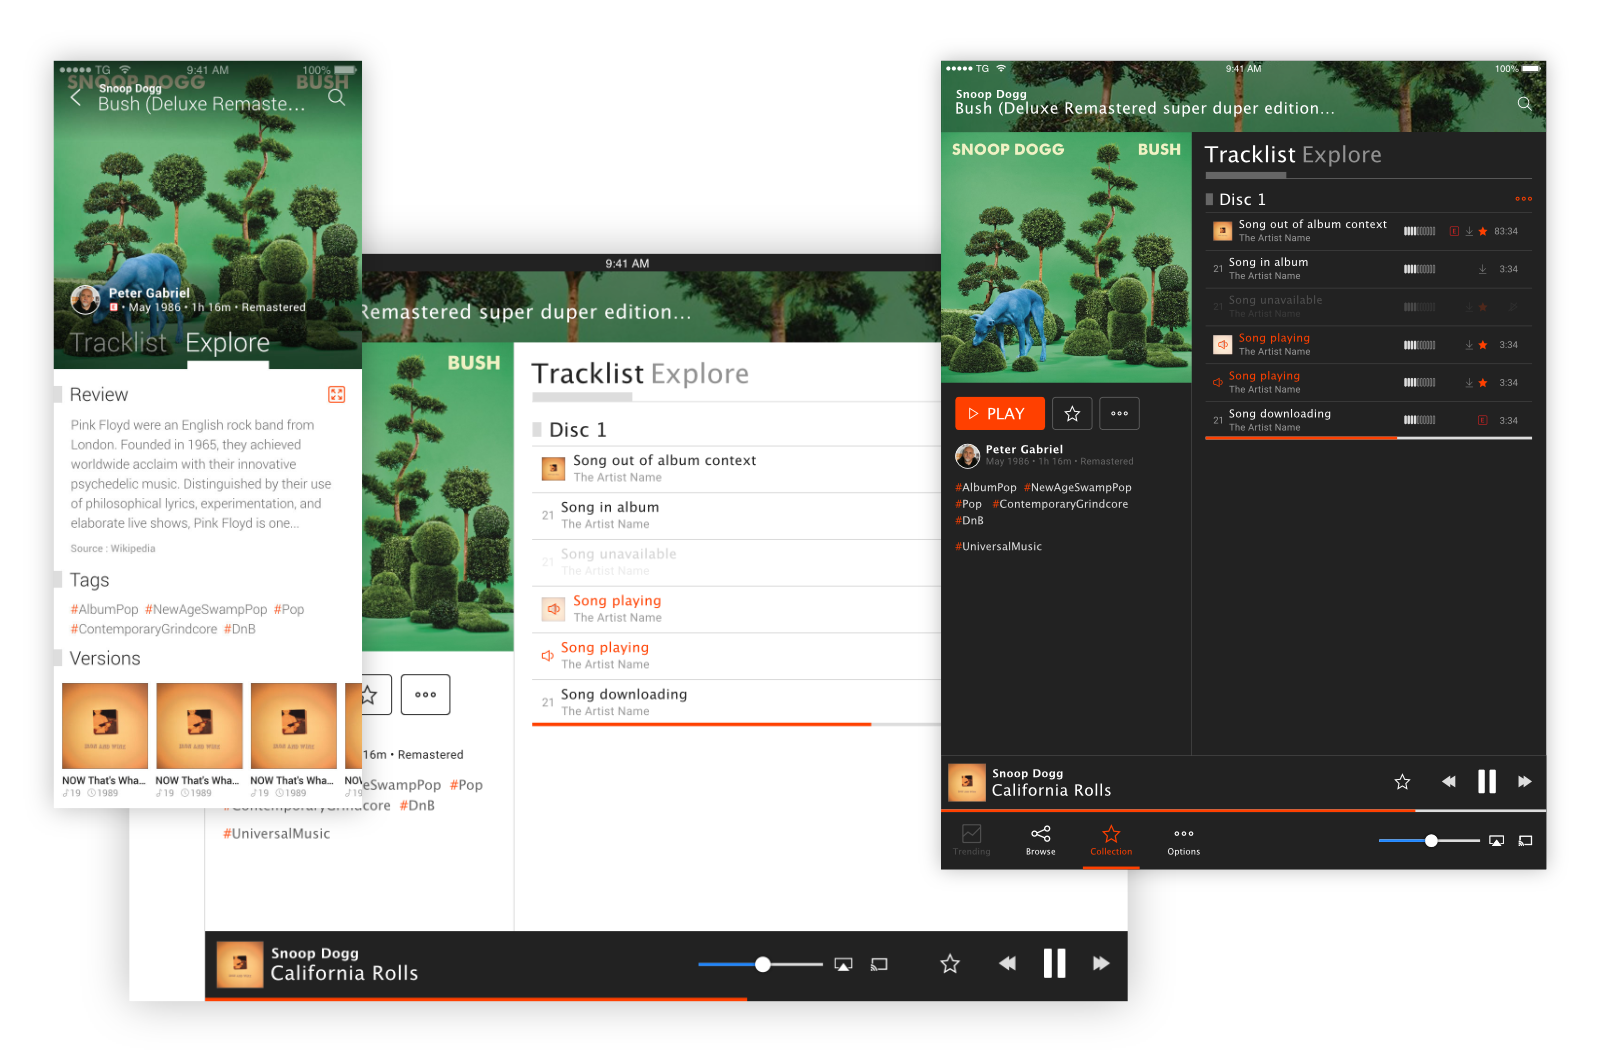 TG 9:41 AM 100%
SNOOP DOGG BUSH
Snoop Dogg
Bush (Deluxe Remaste...
Peter Gabriel
E • May 1986 • 1h 16m • Remastered
Tracklist Explore
Review
Pink Floyd were an English rock band from
London. Founded in 1965, they achieved
worldwide acclaim with their innovative
psychedelic music. Distinguished by their use
of philosophical lyrics, experimentation, and
elaborate live shows, Pink Floyd is one...
Source : Wikipedia
Tags
#AlbumPop #NewAgeSwampPop #Pop
#ContemporaryGrindcore #DnB
Versions
NOW That's Wha... NOW That's Wha... NOW That's Wha... NOW
19 1989 19 1989 19 1989 19
9:41 AM
Remastered super duper edition...
BUSH
Tracklist Explore
Disc 1
Song out of album context
The Artist Name
21 Song in album
The Artist Name
21 Song unavailable
The Artist Name
Song playing
The Artist Name
Song playing
The Artist Name
21 Song downloading
The Artist Name
16m • Remastered
eSwampPop #Pop
#ContemporaryGrindcore #DnB
#UniversalMusic
Snoop Dogg
California Rolls
TG 9:41 AM 100%
Snoop Dogg
Bush (Deluxe Remastered super duper edition...
SNOOP DOGG BUSH
PLAY
Peter Gabriel
May 1986 • 1h 16m • Remastered
#AlbumPop #NewAgeSwampPop
#Pop #ContemporaryGrindcore
#DnB
#UniversalMusic
Tracklist Explore
Disc 1
Song out of album context
The Artist Name
E 83:34
21 Song in album
The Artist Name
3:34
21 Song unavailable
The Artist Name
Song playing
The Artist Name
3:34
Song playing
The Artist Name
3:34
21 Song downloading
The Artist Name
E 3:34
Snoop Dogg
California Rolls
Trending Browse Collection Options